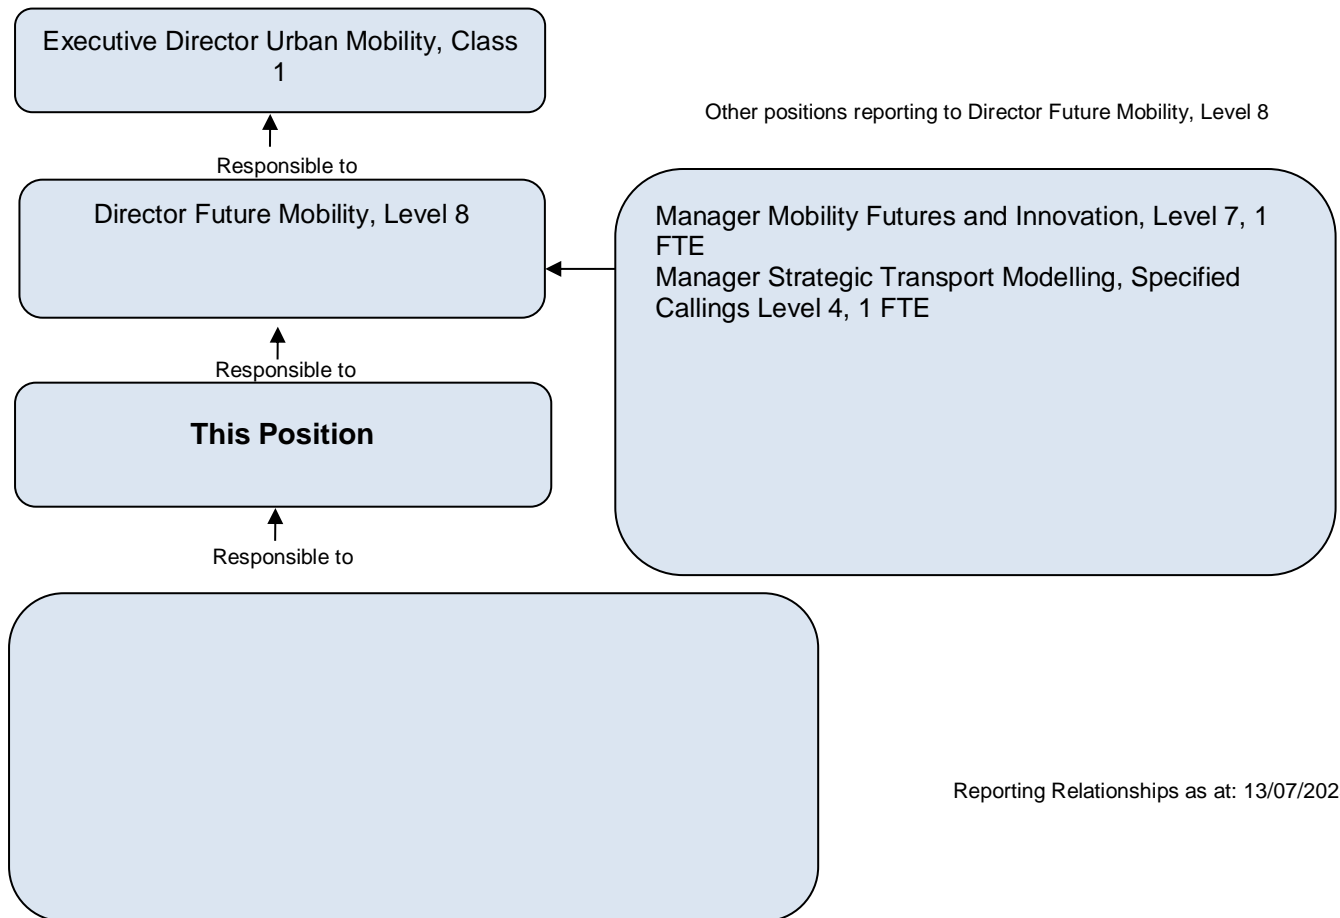 Executive Director Urban Mobility, Class
1
Other positions reporting to Director Future Mobility, Level 8
Responsible to
Director Future Mobility, Level 8
Manager Mobility Futures and Innovation, Level 7, 1
FTE
Manager Strategic Transport Modelling, Specified
Callings Level 4, 1 FTE
Responsible to
This Position
Responsible to
Reporting Relationships as at: 13/07/202